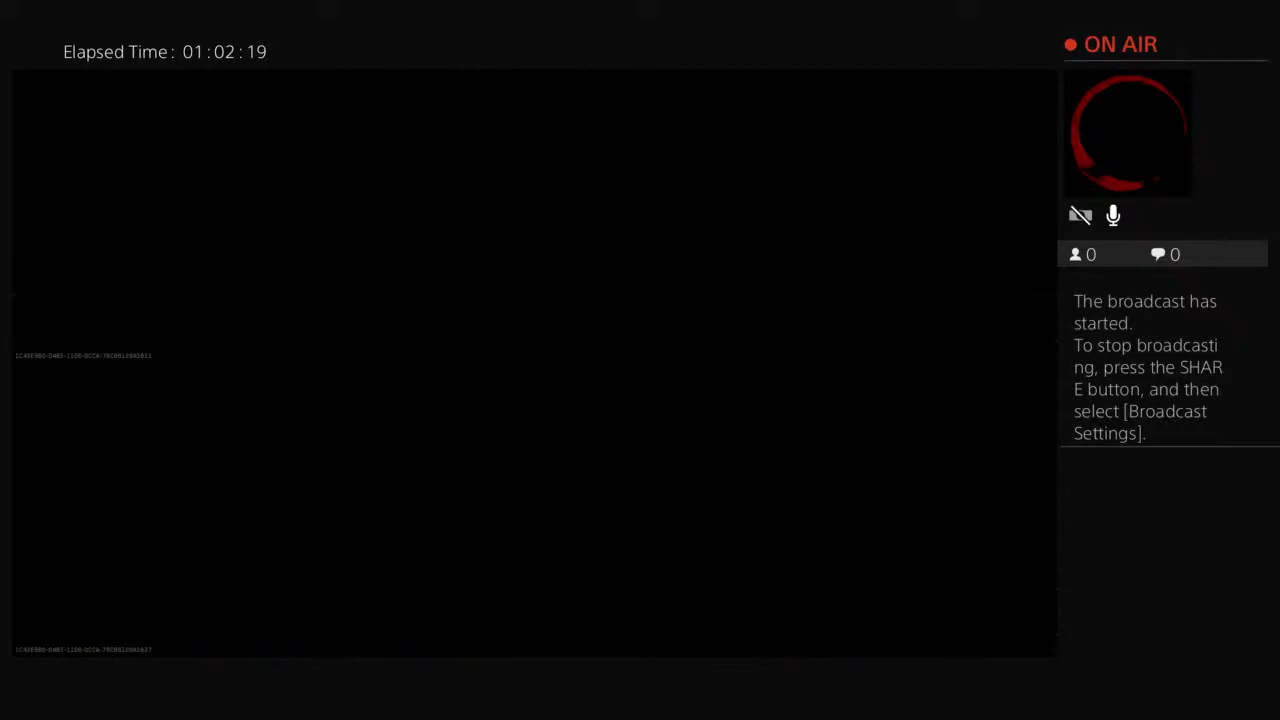 Elapsed Time: 01:02:19
ON AIR
0 0
The broadcast has
started.
To stop broadcasti
ng, press the SHAR
E button, and then
select [Broadcast
Settings].